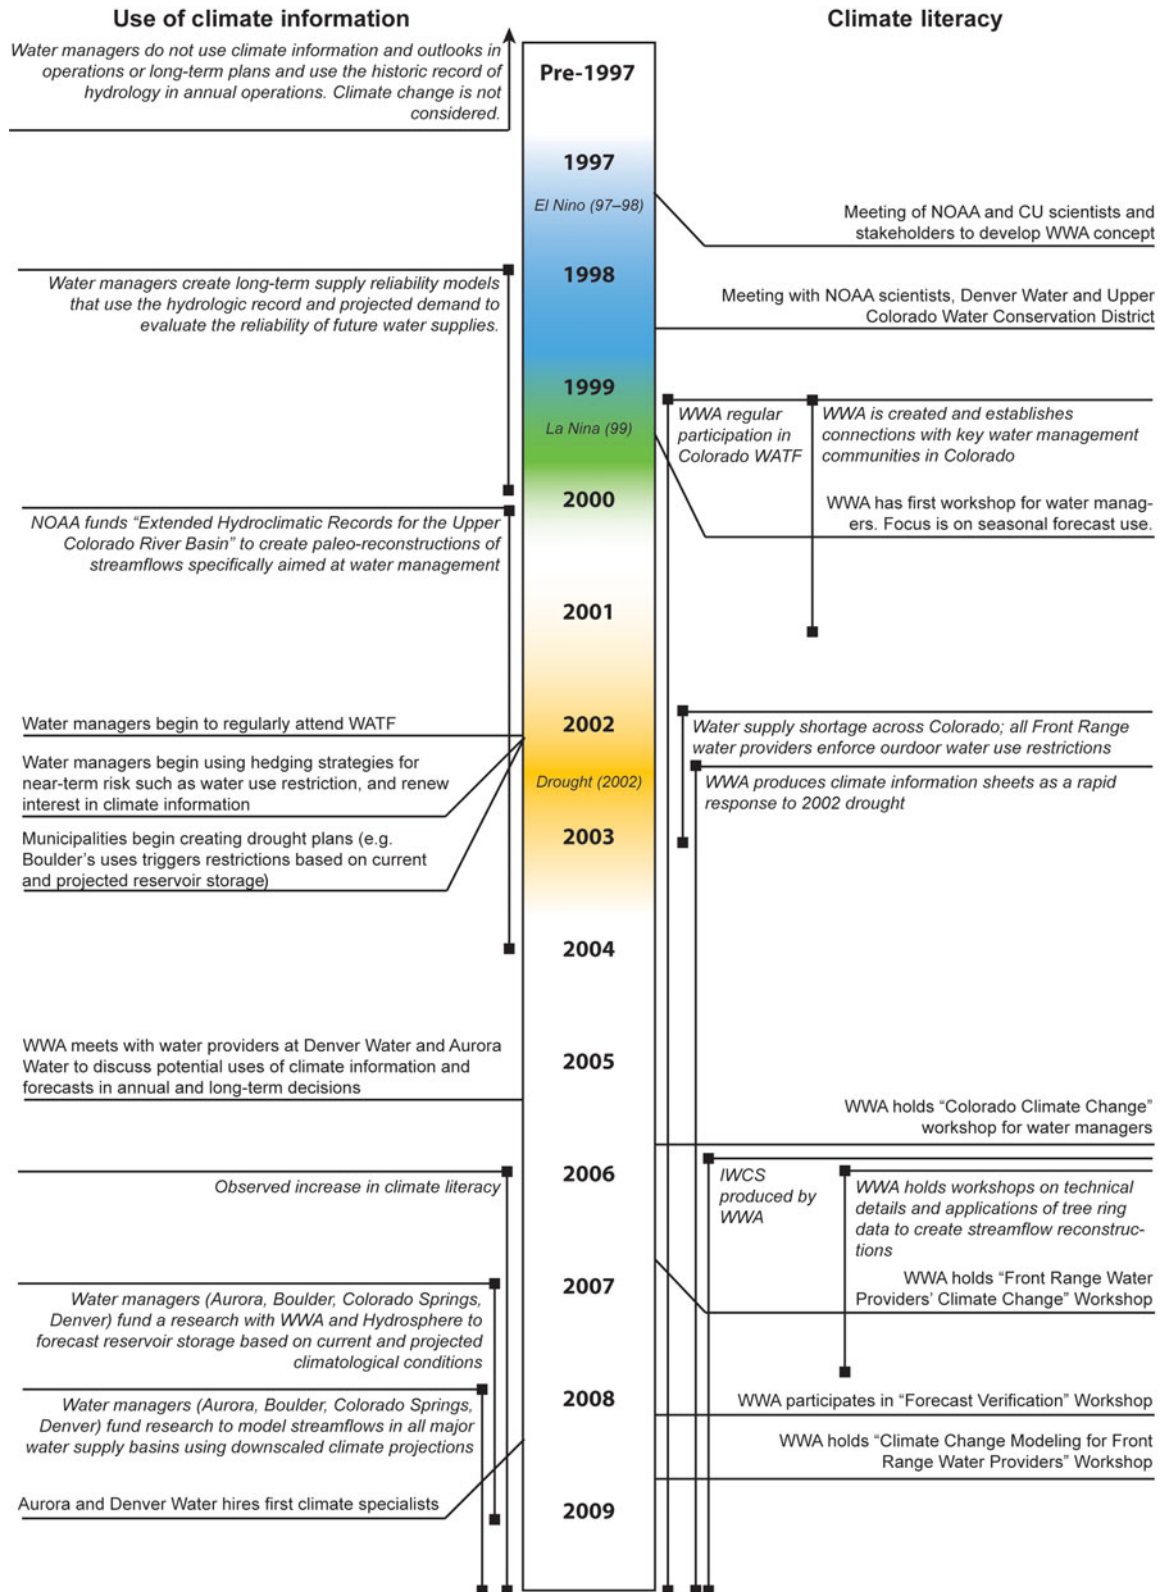 Use of climate information
Climate literacy
Water managers do not use climate information and outlooks in
operations or long-term plans and use the historic record of
hydrology in annual operations. Climate change is not
considered.
Pre-1997
1997
El Nino (97–98)
Meeting of NOAA and CU scientists and
stakeholders to develop WWA concept
1998
Water managers create long-term supply reliability models
that use the hydrologic record and projected demand to
evaluate the reliability of future water supplies.
Meeting with NOAA scientists, Denver Water and Upper
Colorado Water Conservation District
1999
La Nina (99)
WWA regular
participation in
Colorado WATF
WWA is created and establishes
connections with key water management
communities in Colorado
WWA has first workshop for water manag-
ers. Focus is on seasonal forecast use.
2000
NOAA funds “Extended Hydroclimatic Records for the Upper
Colorado River Basin” to create paleo-reconstructions of
streamflows specifically aimed at water management
2001
2002
Water managers begin to regularly attend WATF
Water managers begin using hedging strategies for
near-term risk such as water use restriction, and renew
interest in climate information
Municipalities begin creating drought plans (e.g.
Boulder’s uses triggers restrictions based on current
and projected reservoir storage)
Drought (2002)
Water supply shortage across Colorado; all Front Range
water providers enforce ourdoor water use restrictions
WWA produces climate information sheets as a rapid
response to 2002 drought
2003
2004
2005
WWA meets with water providers at Denver Water and Aurora
Water to discuss potential uses of climate information and
forecasts in annual and long-term decisions
WWA holds “Colorado Climate Change”
workshop for water managers
2006
Observed increase in climate literacy
IWCS
produced by
WWA
WWA holds workshops on technical
details and applications of tree ring
data to create streamflow reconstruc-
tions
WWA holds “Front Range Water
Providers’ Climate Change” Workshop
2007
Water managers (Aurora, Boulder, Colorado Springs,
Denver) fund a research with WWA and Hydrosphere to
forecast reservoir storage based on current and projected
climatological conditions
2008
Water managers (Aurora, Boulder, Colorado Springs,
Denver) fund research to model streamflows in all major
water supply basins using downscaled climate projections
WWA participates in “Forecast Verification” Workshop
WWA holds “Climate Change Modeling for Front
Range Water Providers” Workshop
Aurora and Denver Water hires first climate specialists
2009